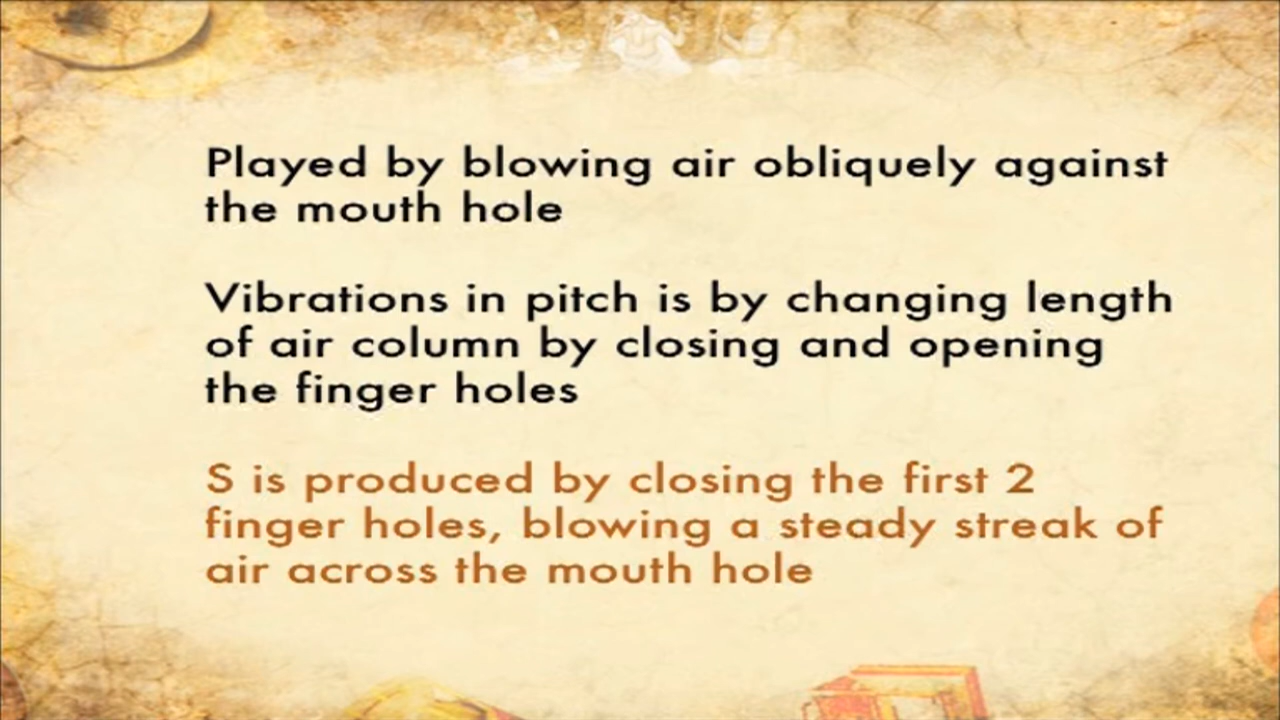 Played by blowing air obliquely against
the mouth hole
Vibrations in pitch is by changing length
of air column by closing and opening
the finger holes
S is produced by closing the first 2
finger holes, blowing a steady streak of
air across the mouth hole